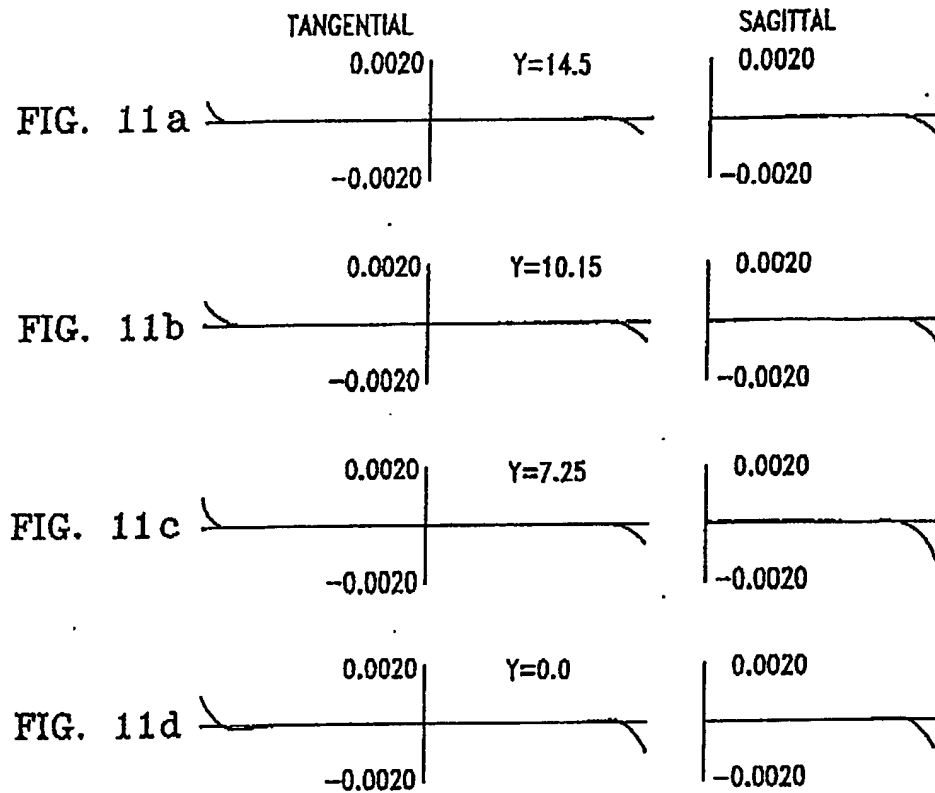 TANGENTIAL SAGITTAL
0.0020 Y=14.5 0.0020
FIG. 11a
-0.0020 -0.0020
0.0020 Y=10.15 0.0020
FIG. 11b
-0.0020 -0.0020
0.0020 Y=7.25 0.0020
FIG. 11c
-0.0020 -0.0020
0.0020 Y=0.0 0.0020
FIG. 11d
-0.0020 -0.0020